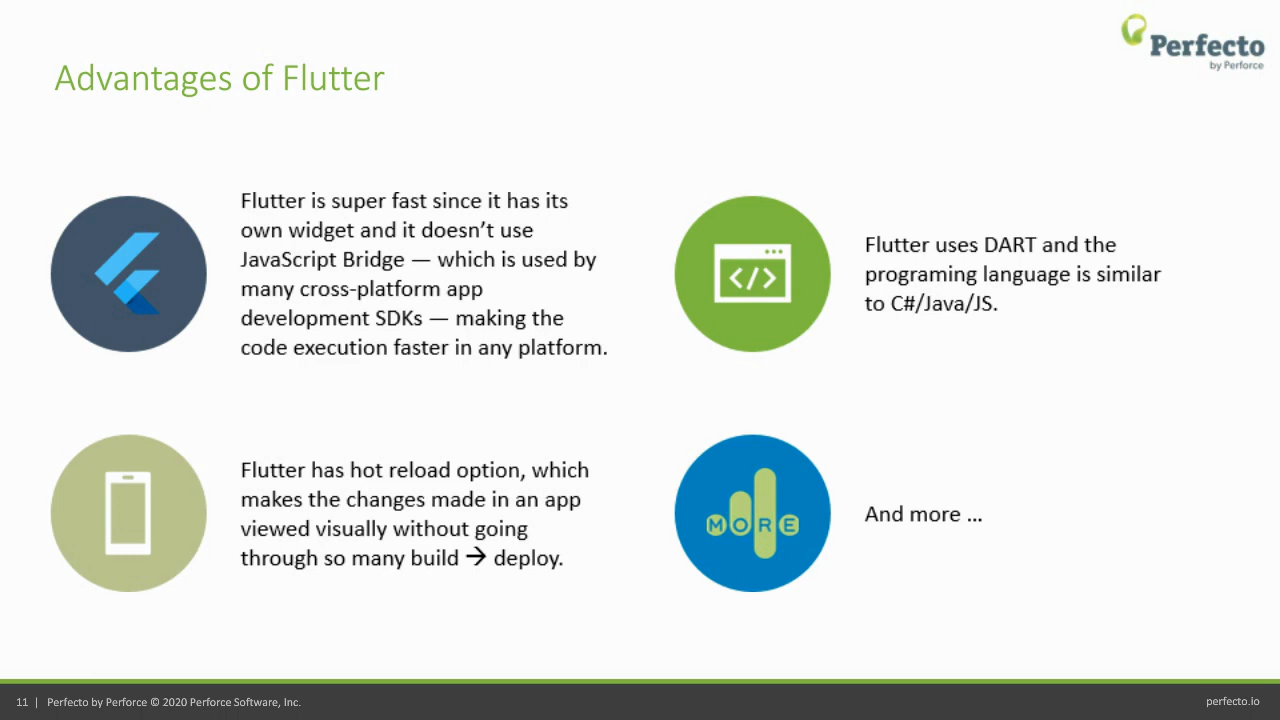 Perfecto
by Perforce
Advantages of Flutter
Flutter is super fast since it has its
own widget and it doesn’t use
JavaScript Bridge — which is used by
many cross-platform app
development SDKs — making the
code execution faster in any platform.
</>
Flutter uses DART and the
programing language is similar
to C#/Java/JS.
Flutter has hot reload option, which
makes the changes made in an app
viewed visually without going
through so many build → deploy.
MORE
And more ...
11 | Perfecto by Perforce © 2020 Perforce Software, Inc.
perfecto.io